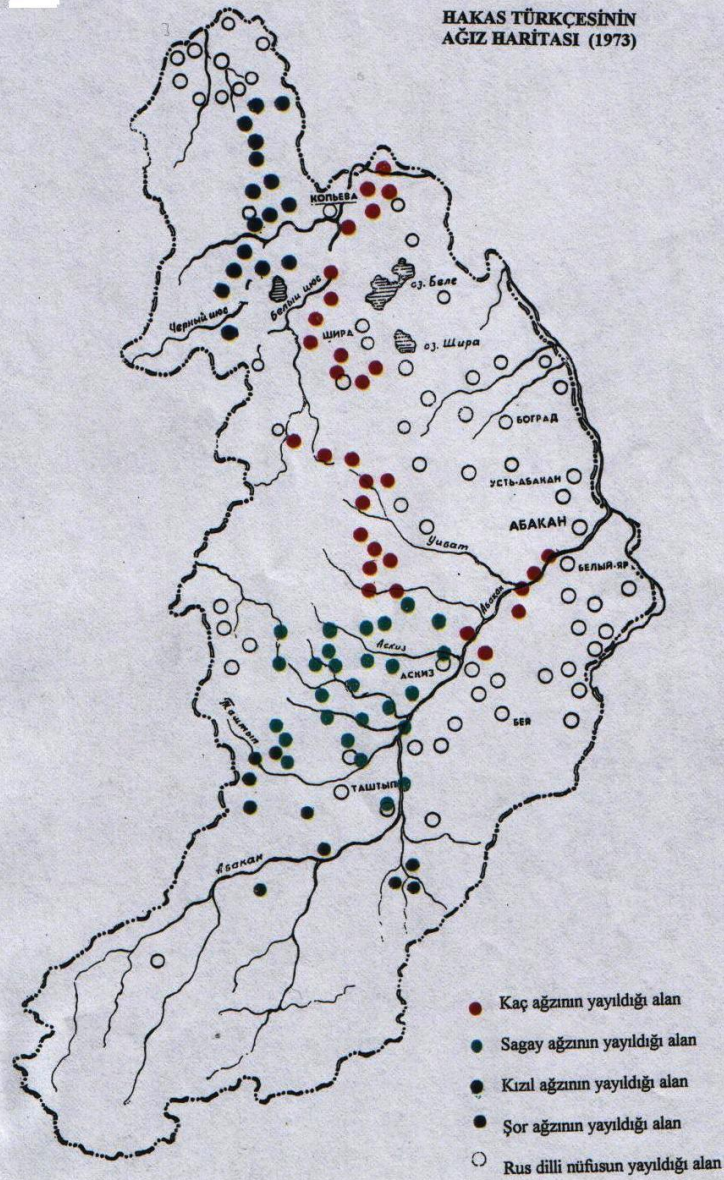 HAKAS TÜRKÇESİNİN
AĞIZ HARİTASI (1973)
КОПЬЕВА
оз. Беле
Белый июс
Черный июс
ШИРА
оз. Шира
БОГРАД
УСТЬ-АБАКАН
АБАКАН
Уйбат
БЕЛЫЙ-ЯР
Абакан
Аскиз
АСКИЗ
Таштып
БЕЯ
ТАШТЫП
Абакан
Kaç ağzının yayıldığı alan
Sagay ağzının yayıldığı alan
Kızıl ağzının yayıldığı alan
Şor ağzının yayıldığı alan
Rus dilli nüfusun yayıldığı alan